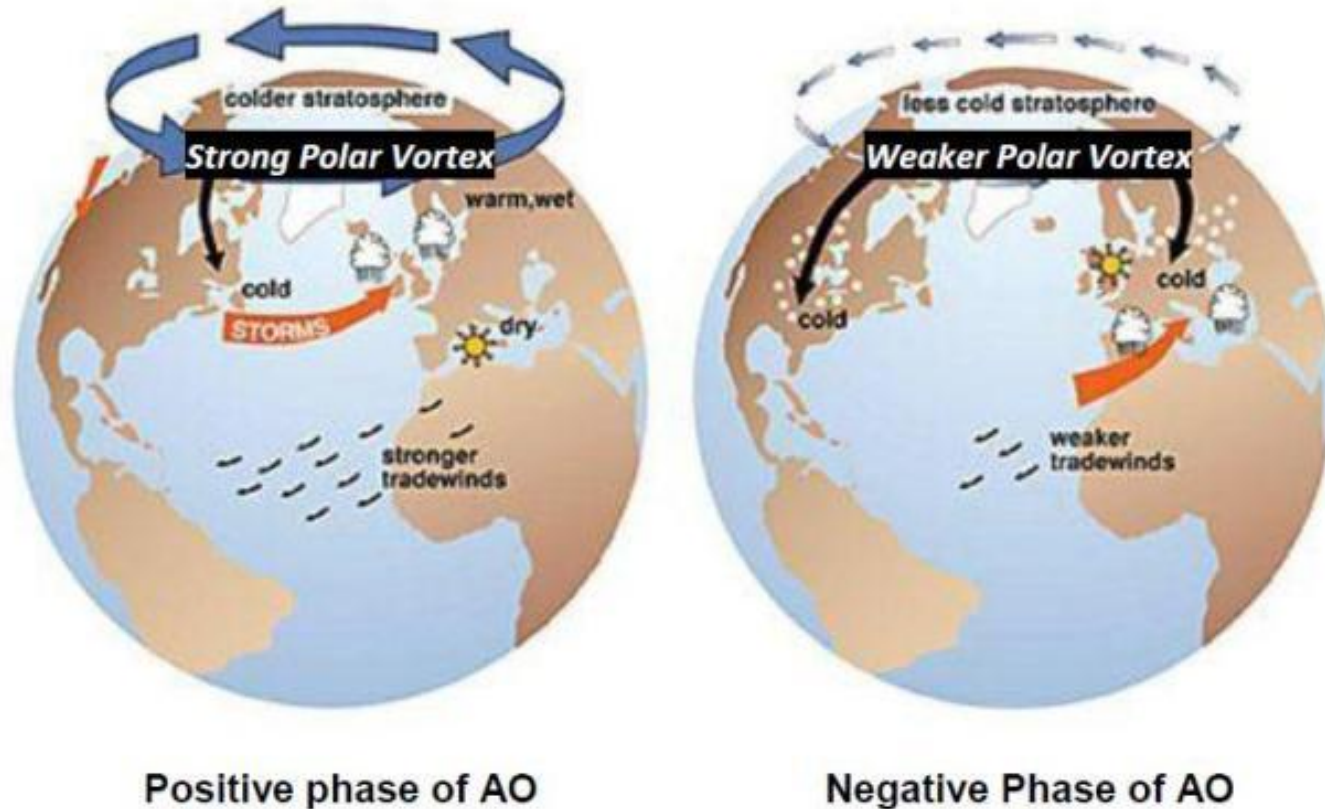 colder stratosphere
Strong Polar Vortex
warm,wet
cold
STORMS
dry
stronger
tradewinds
Positive phase of AO
less cold stratosphere
Weaker Polar Vortex
cold
cold
weaker
tradewinds
Negative Phase of AO